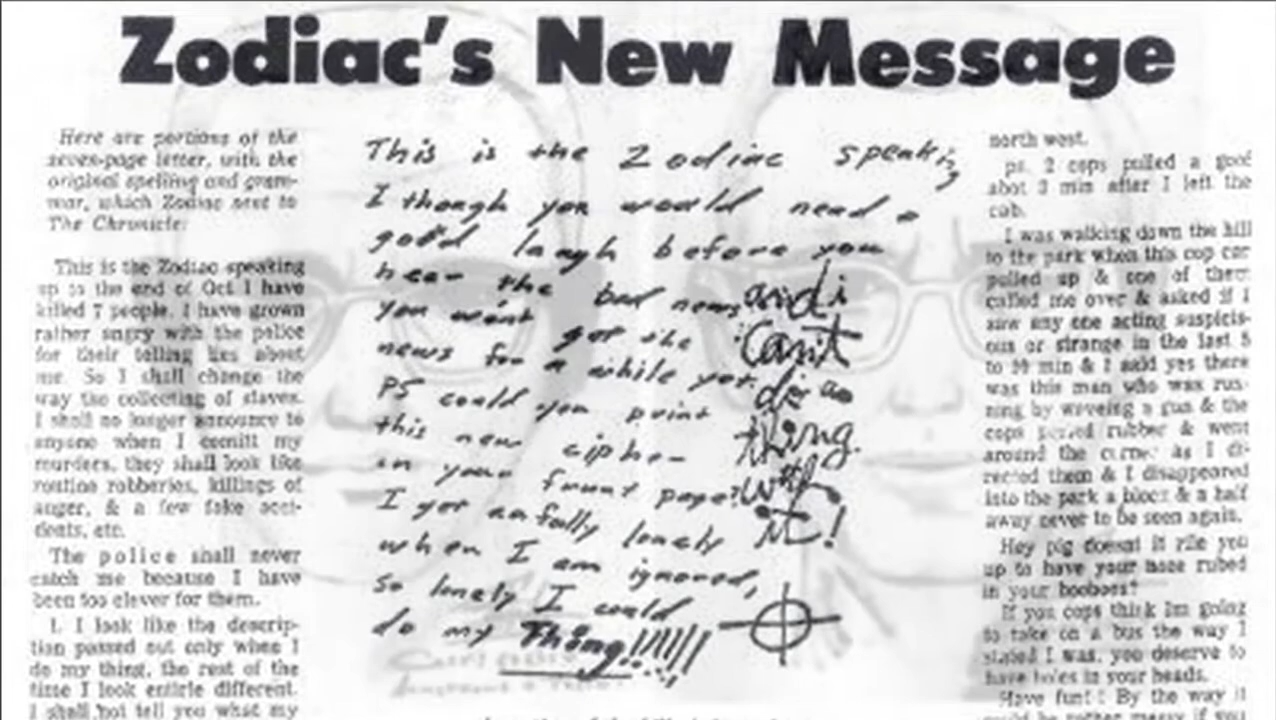 Zodiac's New Message
Here are portions of the
seven-page letter, with the
original spelling and gram-
mar, which Zodiac sent to
The Chronicle:
This is the Zodiac speaking
up to the end of Oct I have
killed 7 people. I have grown
rather angry with the police
for their telling lies about
me. So I shall change the
way the collecting of slaves.
I shall no longer announce to
anyone when I comitt my
murders, they shall look like
routine robberies, killings of
anger, & a few fake acci-
dents, etc.
The police shall never
catch me because I have
been too clever for them.
1. I look like the descrip-
tion passed out only when I
do my thing, the rest of the
time I look entirle different.
I shall not tell you what my
This is the Zodiac speaking
I though you would need a
good laugh before you
hear the bad news
you won't get the
news for a while yet.
PS could you print
this new cipher
in your frunt page?
I get awfully lonely
when I am ignored,
so lonely I could
do my Thing!!!!!!
and i
can't
do a
thing
with
it!
north west.
ps. 2 cops pulled a goof
abot 3 min after I left the
cab.
I was walking down the hill
to the park when this cop car
pulled up & one of them
called me over & asked if I
saw any one acting suspicis-
ous or strange in the last 5
to 10 min & I said yes there
was this man who was run-
ning by waveing a gun & the
cops peeled rubber & went
around the corner as I di-
rected them & I disappeared
into the park a block & a half
away never to be seen again.
Hey pig doesnt it rile you
up to have your nose rubed
in your booboos?
If you cops think Im going
to take on a bus the way I
stated I was, you deserve to
have holes in your heads.
Have fun!! By the way it
could be rather messy if you